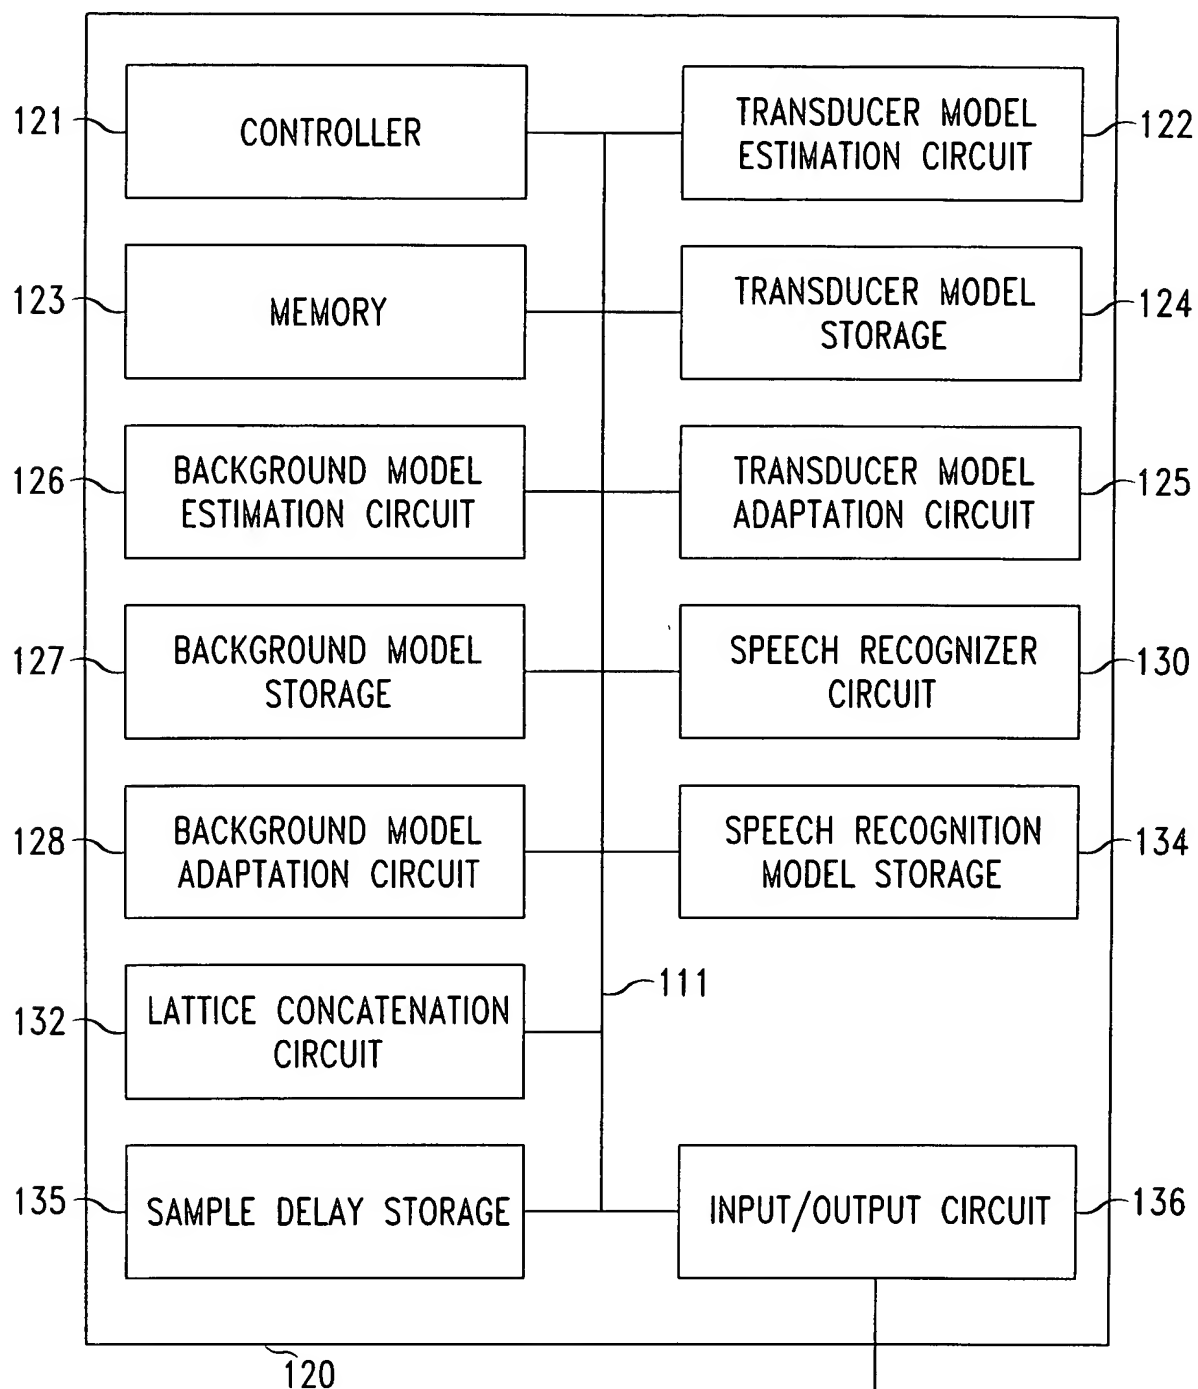 121
CONTROLLER
TRANSDUCER MODEL
ESTIMATION CIRCUIT
122
123
MEMORY
TRANSDUCER MODEL
STORAGE
124
126
BACKGROUND MODEL
ESTIMATION CIRCUIT
TRANSDUCER MODEL
ADAPTATION CIRCUIT
125
127
BACKGROUND MODEL
STORAGE
SPEECH RECOGNIZER
CIRCUIT
130
128
BACKGROUND MODEL
ADAPTATION CIRCUIT
SPEECH RECOGNITION
MODEL STORAGE
134
132
LATTICE CONCATENATION
CIRCUIT
111
135
SAMPLE DELAY STORAGE
INPUT/OUTPUT CIRCUIT
136
120